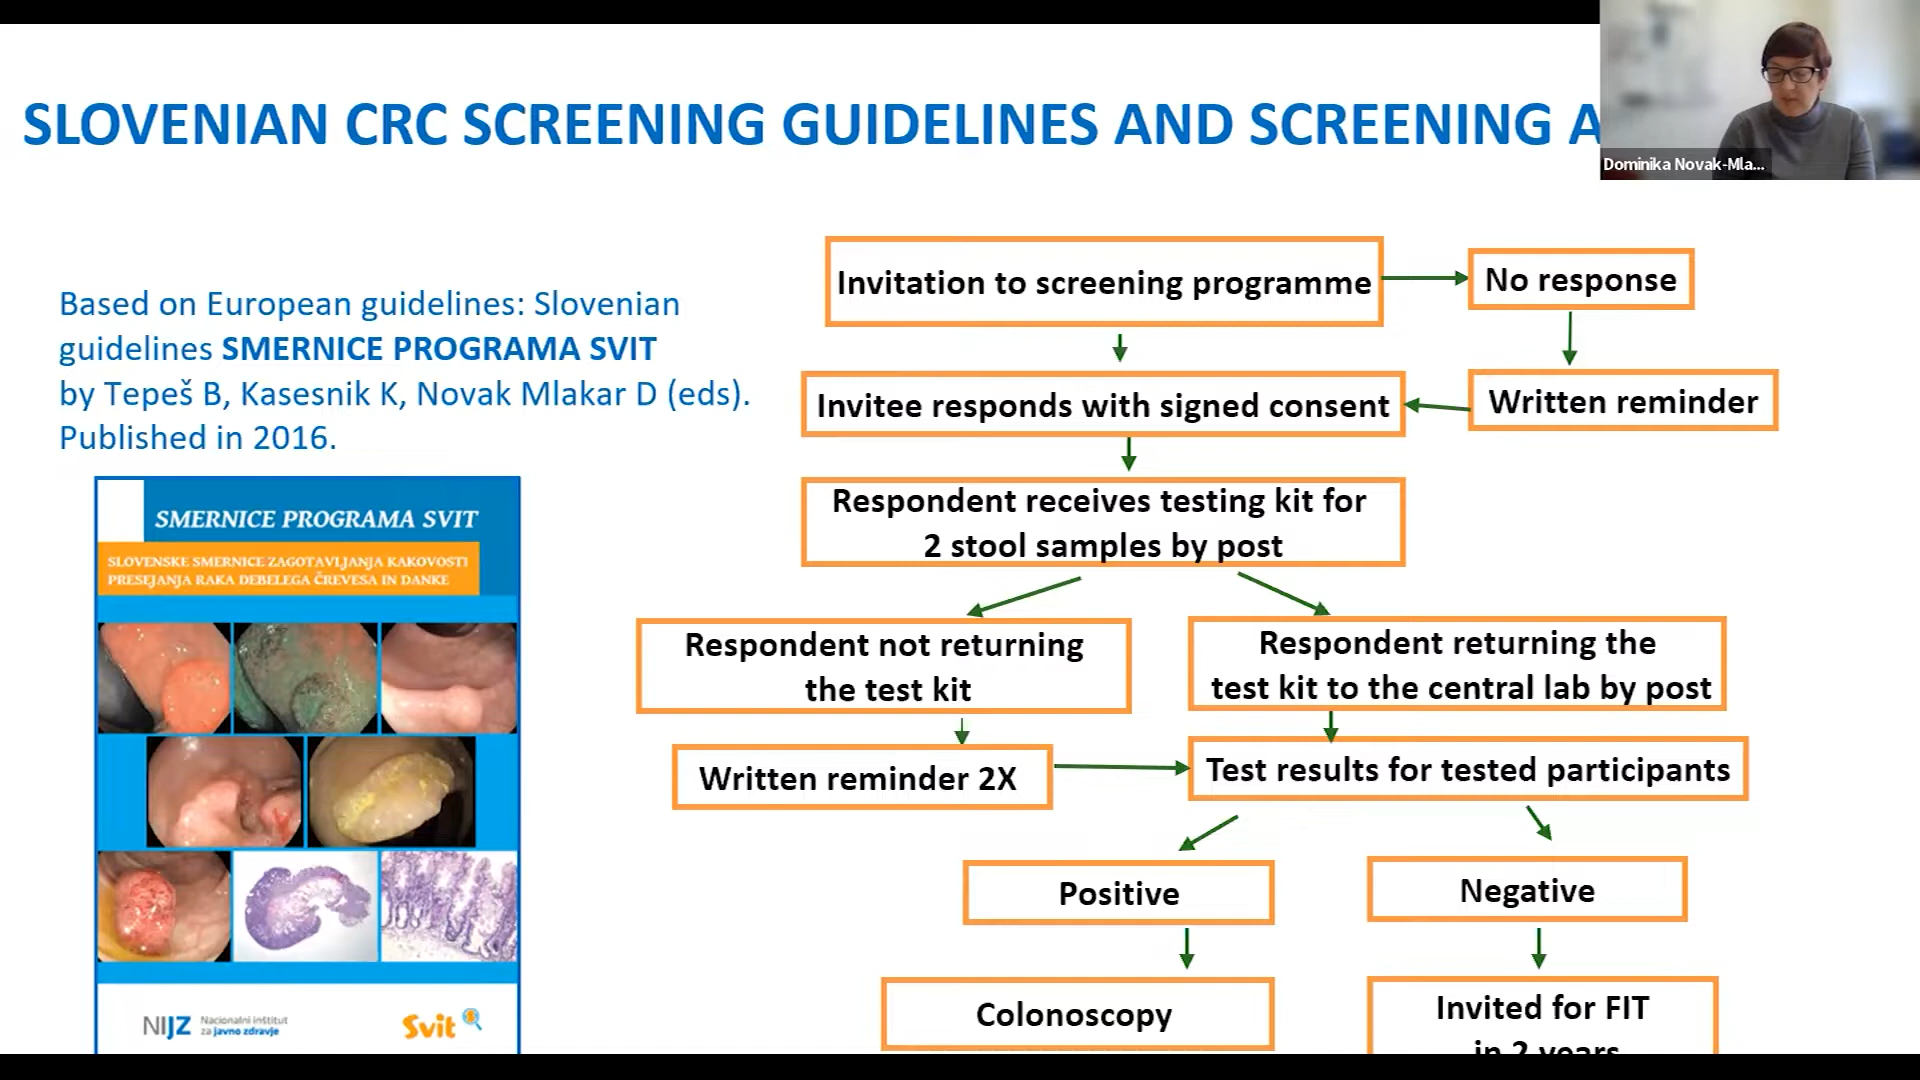 SLOVENIAN CRC SCREENING GUIDELINES AND SCREENING A
Dominika Novak-Mla...
Based on European guidelines: Slovenian
guidelines SMERNICE PROGRAMA SVIT
by Tepeš B, Kasesnik K, Novak Mlakar D (eds).
Published in 2016.
SMERNICE PROGRAMA SVIT
SLOVENSKE SMERNICE ZAGOTAVLJANJA KAKOVOSTI
PRESEJANJA RAKA DEBELEGA ČREVESA IN DANKE
NIJZ Nacionalni inštitut
za javno zdravje
Svit
Invitation to screening programme
No response
Invitee responds with signed consent
Written reminder
Respondent receives testing kit for
2 stool samples by post
Respondent not returning
the test kit
Respondent returning the
test kit to the central lab by post
Written reminder 2X
Test results for tested participants
Positive
Negative
Colonoscopy
Invited for FIT
in 2 years